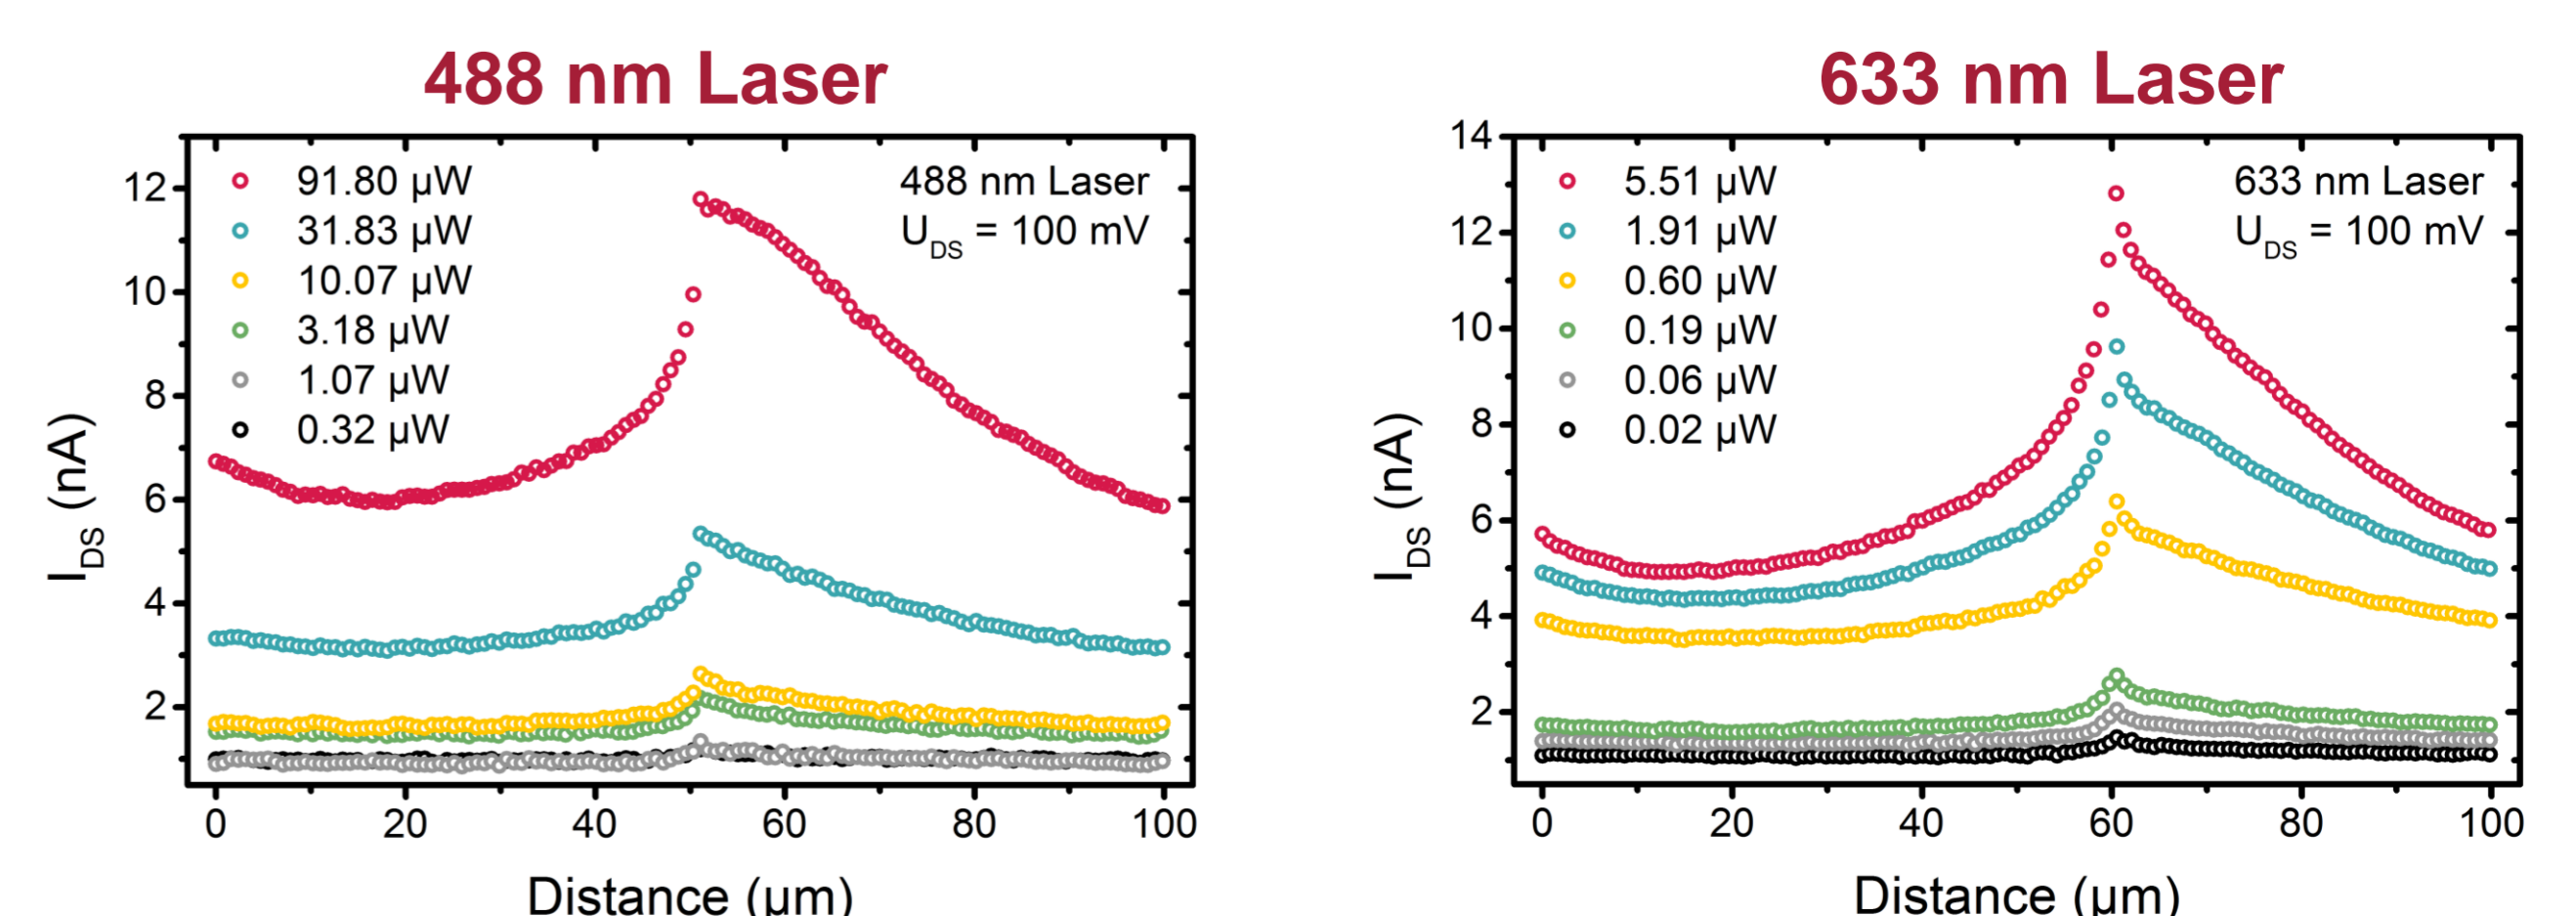 488 nm Laser
633 nm Laser
91.80 µW
31.83 µW
10.07 µW
3.18 µW
1.07 µW
0.32 µW
488 nm Laser
U_DS = 100 mV
12
10
8
6
4
2
I_DS (nA)
0 20 40 60 80 100
Distance (µm)
5.51 µW
1.91 µW
0.60 µW
0.19 µW
0.06 µW
0.02 µW
633 nm Laser
U_DS = 100 mV
14
12
10
8
6
4
2
I_DS (nA)
0 20 40 60 80 100
Distance (µm)